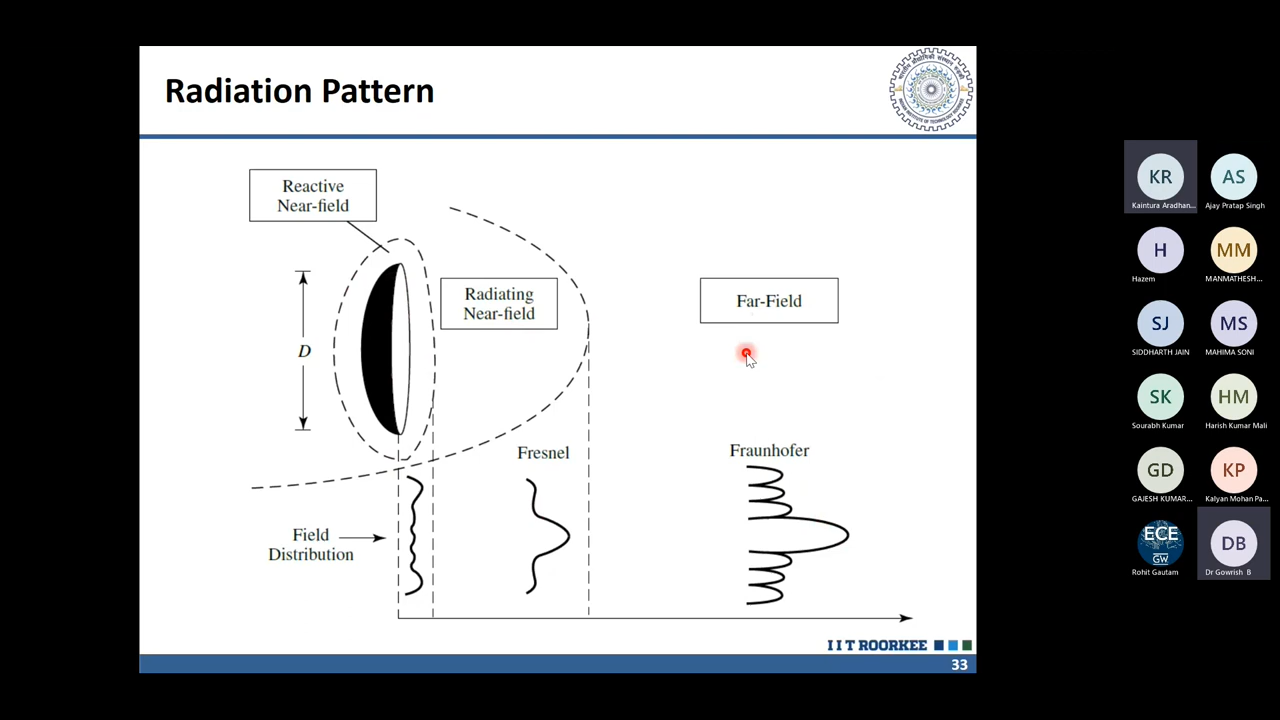 Radiation Pattern
Reactive
Near-field
Radiating
Near-field
Far-Field
D
Fresnel
Fraunhofer
Field
Distribution
I I T ROORKEE
33
KR
Kaintura Aradhan...
AS
Ajay Pratap Singh
H
Hazem
MM
MANMATHESH...
SJ
SIDDHARTH JAIN
MS
MAHIMA SONI
SK
Sourabh Kumar
HM
Harish Kumar Mali
GD
GAJESH KUMAR...
KP
Kalyan Mohan Pa...
ECE
GW
Rohit Gautam
DB
Dr Gowrish B